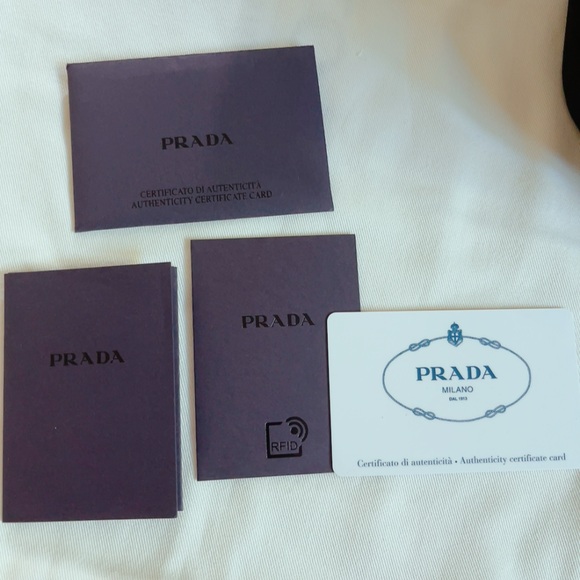 PRADA
CERTIFICATO DI AUTENTICITÀ
AUTHENTICITY CERTIFICATE CARD
PRADA
PRADA
RFID
PRADA
MILANO
DAL 1913
Certificato di autenticità • Authenticity certificate card